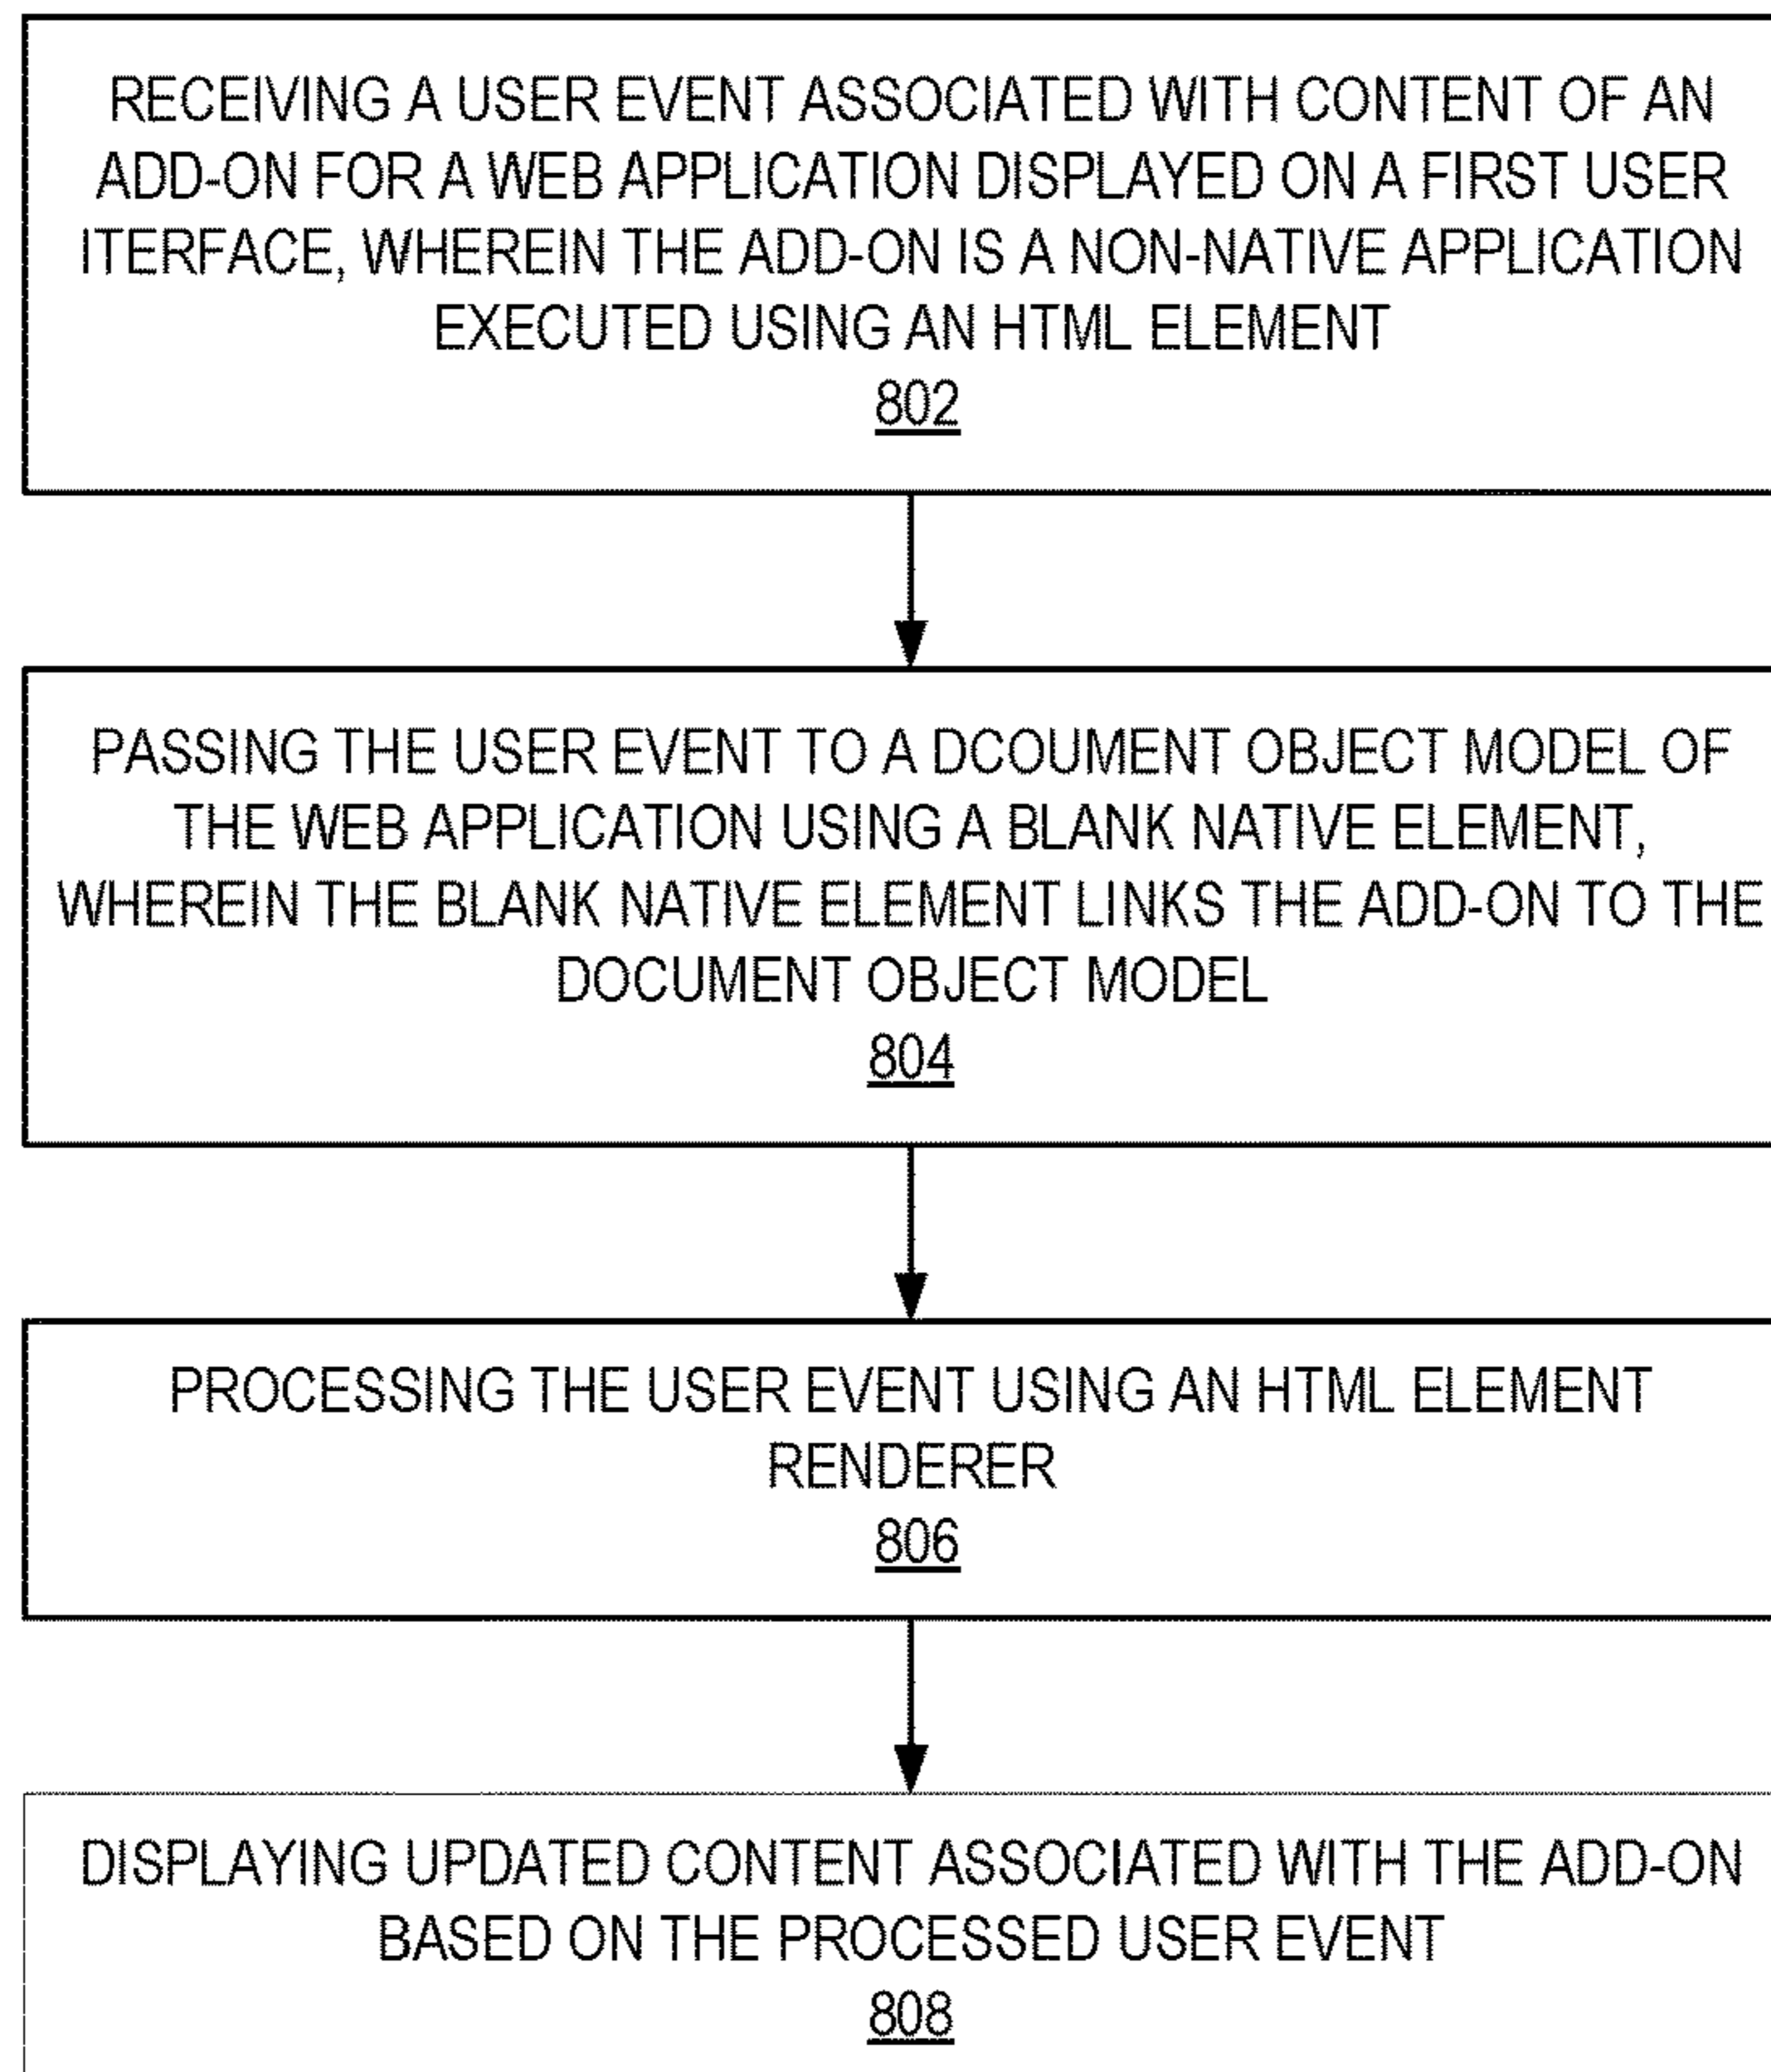 RECEIVING A USER EVENT ASSOCIATED WITH CONTENT OF AN
ADD-ON FOR A WEB APPLICATION DISPLAYED ON A FIRST USER
ITERFACE, WHEREIN THE ADD-ON IS A NON-NATIVE APPLICATION
EXECUTED USING AN HTML ELEMENT
802
PASSING THE USER EVENT TO A DCOUMENT OBJECT MODEL OF
THE WEB APPLICATION USING A BLANK NATIVE ELEMENT,
WHEREIN THE BLANK NATIVE ELEMENT LINKS THE ADD-ON TO THE
DOCUMENT OBJECT MODEL
804
PROCESSING THE USER EVENT USING AN HTML ELEMENT
RENDERER
806
DISPLAYING UPDATED CONTENT ASSOCIATED WITH THE ADD-ON
BASED ON THE PROCESSED USER EVENT
808